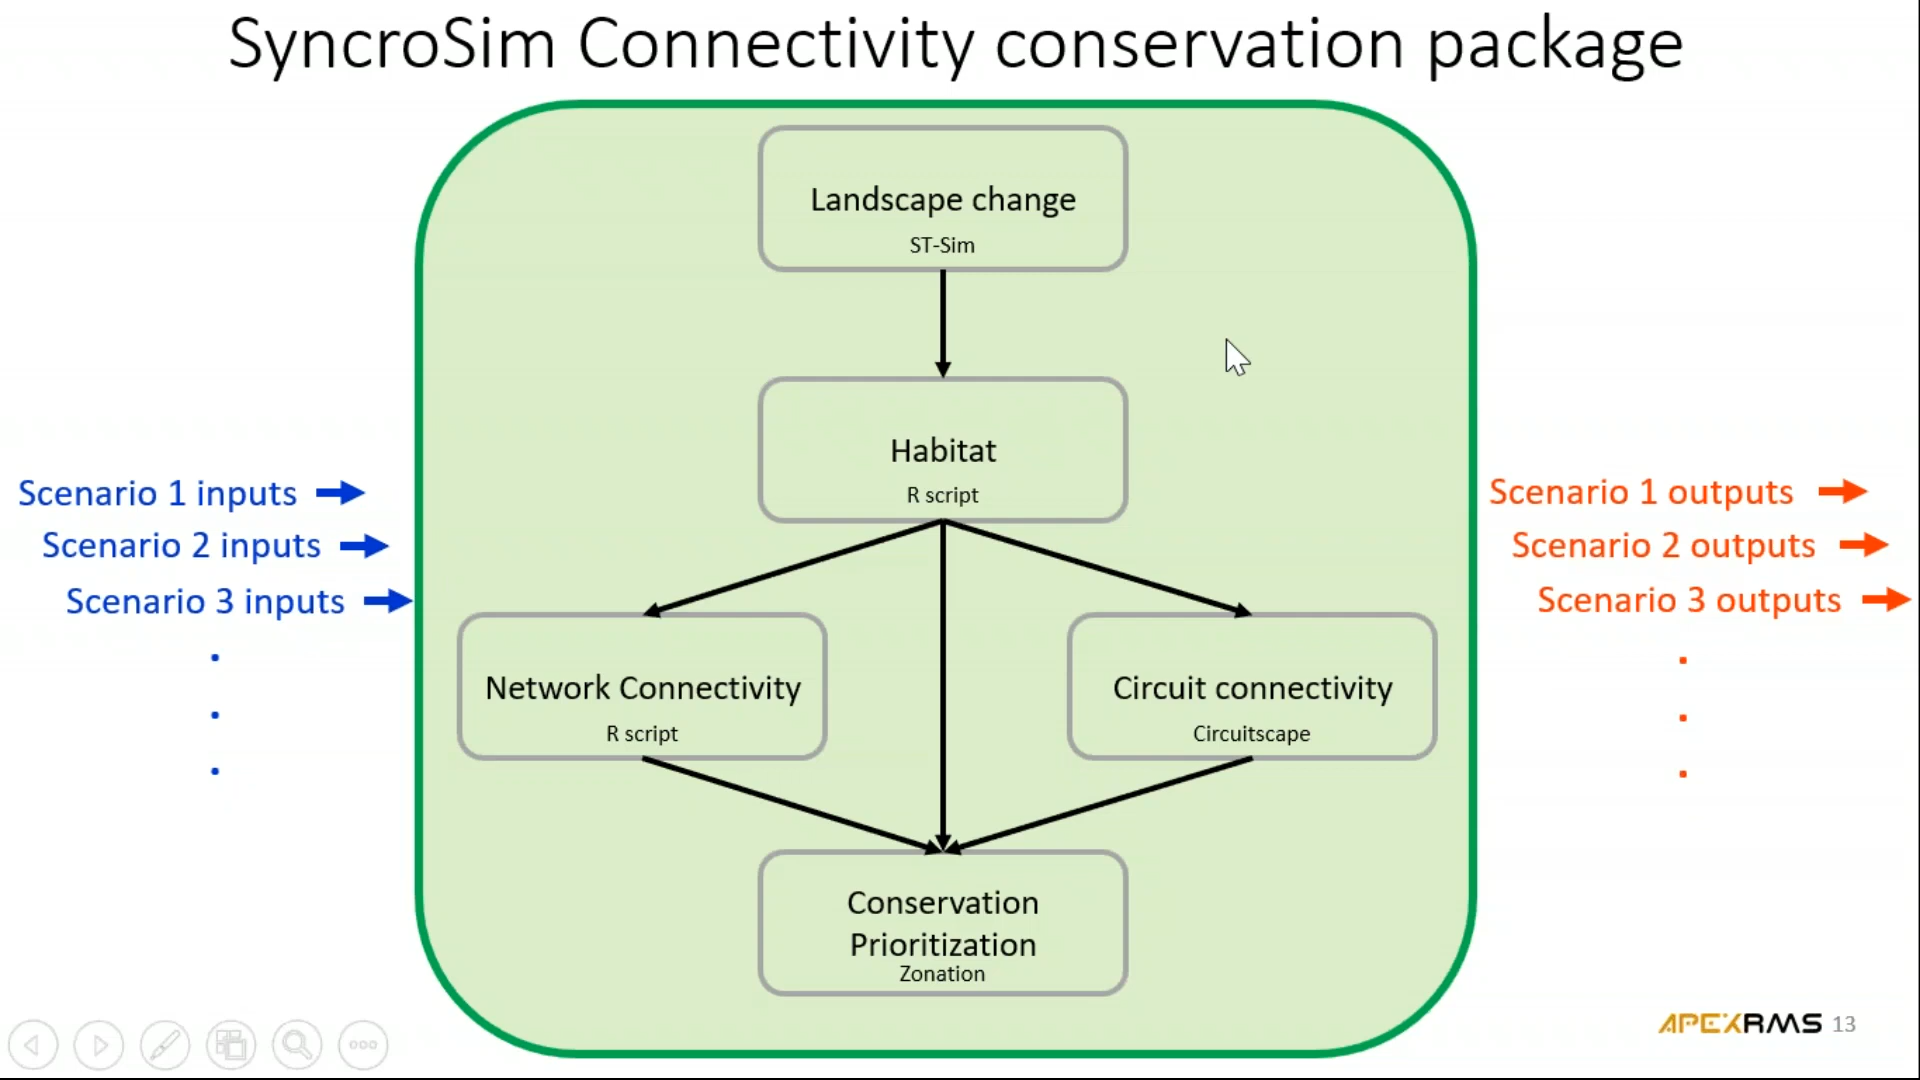 SyncroSim Connectivity conservation package
Landscape change
ST-Sim
Habitat
R script
Scenario 1 inputs
Scenario 2 inputs
Scenario 3 inputs
.
.
.
Network Connectivity
R script
Circuit connectivity
Circuitscape
Conservation
Prioritization
Zonation
Scenario 1 outputs
Scenario 2 outputs
Scenario 3 outputs
.
.
.
APEXRMS 13